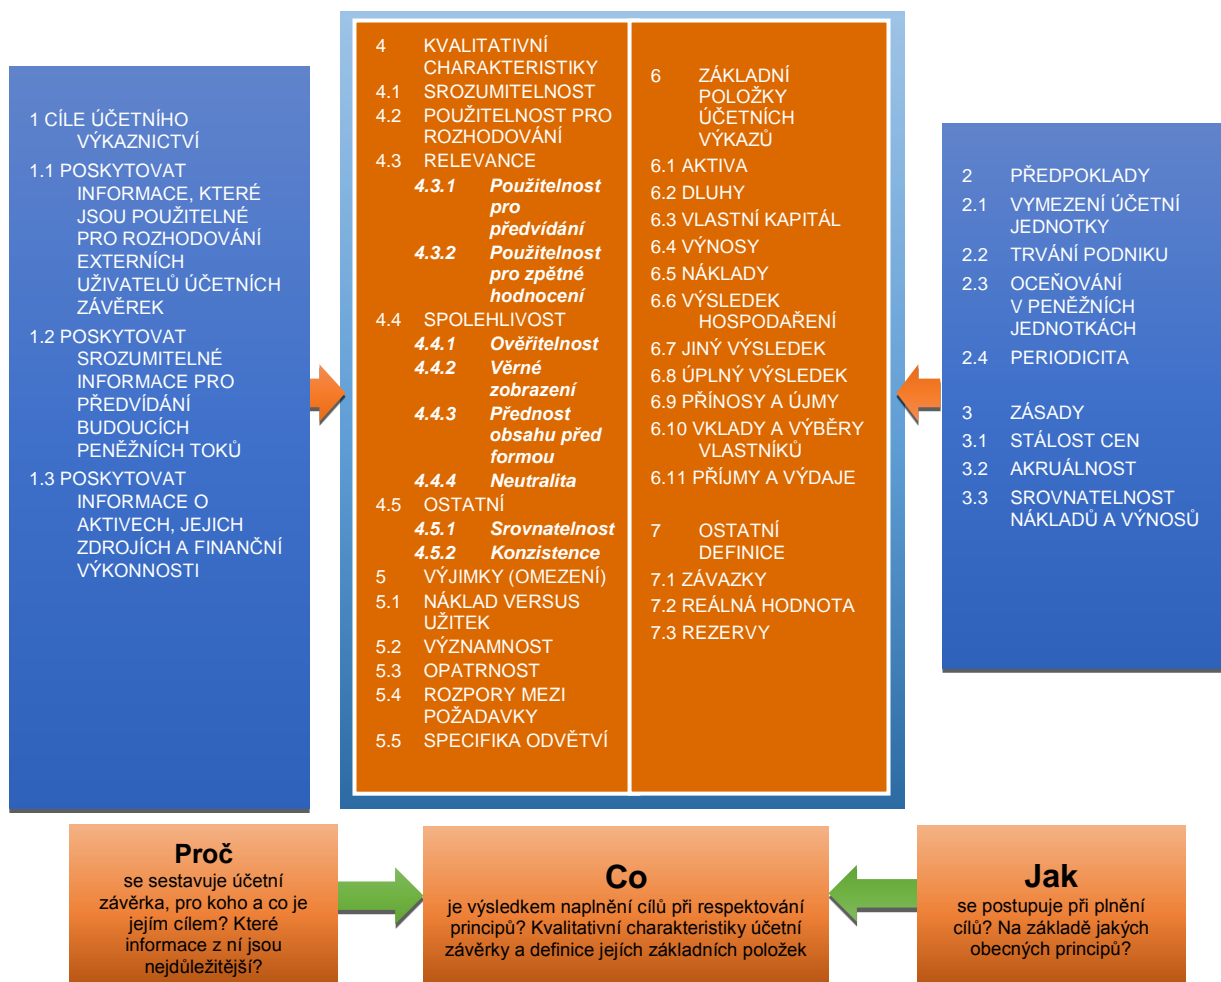 1 CÍLE ÚČETNÍHO
VÝKAZNICTVÍ
1.1 POSKYTOVAT
INFORMACE, KTERÉ
JSOU POUŽITELNÉ
PRO ROZHODOVÁNÍ
EXTERNÍCH
UŽIVATELŮ ÚČETNÍCH
ZÁVĚREK
1.2 POSKYTOVAT
SROZUMITELNÉ
INFORMACE PRO
PŘEDVÍDÁNÍ
BUDOUCÍCH
PENĚŽNÍCH TOKŮ
1.3 POSKYTOVAT
INFORMACE O
AKTIVECH, JEJICH
ZDROJÍCH A FINANČNÍ
VÝKONNOSTI
4 KVALITATIVNÍ
CHARAKTERISTIKY
4.1 SROZUMITELNOST
4.2 POUŽITELNOST PRO
ROZHODOVÁNÍ
4.3 RELEVANCE
4.3.1 Použitelnost
pro
předvídání
4.3.2 Použitelnost
pro zpětné
hodnocení
4.4 SPOLEHLIVOST
4.4.1 Ověřitelnost
4.4.2 Věrné
zobrazení
4.4.3 Přednost
obsahu před
formou
4.4.4 Neutralita
4.5 OSTATNÍ
4.5.1 Srovnatelnost
4.5.2 Konzistence
5 VÝJIMKY (OMEZENÍ)
5.1 NÁKLAD VERSUS
UŽITEK
5.2 VÝZNAMNOST
5.3 OPATRNOST
5.4 ROZPORY MEZI
POŽADAVKY
5.5 SPECIFIKA ODVĚTVÍ
6 ZÁKLADNÍ
POLOŽKY
ÚČETNÍCH
VÝKAZŮ
6.1 AKTIVA
6.2 DLUHY
6.3 VLASTNÍ KAPITÁL
6.4 VÝNOSY
6.5 NÁKLADY
6.6 VÝSLEDEK
HOSPODAŘENÍ
6.7 JINÝ VÝSLEDEK
6.8 ÚPLNÝ VÝSLEDEK
6.9 PŘÍNOSY A ÚJMY
6.10 VKLADY A VÝBĚRY
VLASTNÍKŮ
6.11 PŘÍJMY A VÝDAJE
7 OSTATNÍ
DEFINICE
7.1 ZÁVAZKY
7.2 REÁLNÁ HODNOTA
7.3 REZERVY
2 PŘEDPOKLADY
2.1 VYMEZENÍ ÚČETNÍ
JEDNOTKY
2.2 TRVÁNÍ PODNIKU
2.3 OCEŇOVÁNÍ
V PENĚŽNÍCH
JEDNOTKÁCH
2.4 PERIODICITA
3 ZÁSADY
3.1 STÁLOST CEN
3.2 AKRUÁLNOST
3.3 SROVNATELNOST
NÁKLADŮ A VÝNOSŮ
Proč
se sestavuje účetní
závěrka, pro koho a co je
jejím cílem? Které
informace z ní jsou
nejdůležitější?
Co
je výsledkem naplnění cílů při respektování
principů? Kvalitativní charakteristiky účetní
závěrky a definice jejích základních položek
Jak
se postupuje při plnění
cílů? Na základě jakých
obecných principů?